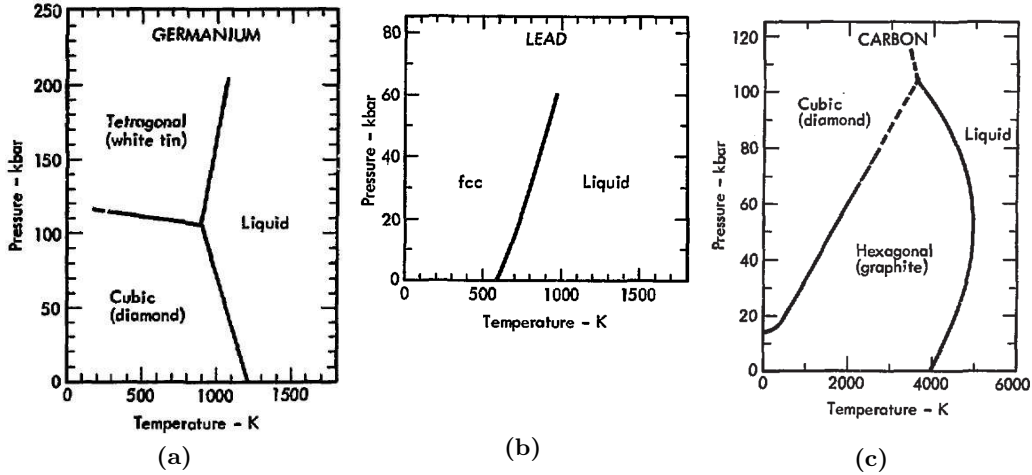 GERMANIUM
250
200
150
100
50
0
Pressure – kbar
Tetragonal
(white tin)
Liquid
Cubic
(diamond)
0
500
1000
1500
Temperature – K
(a)
LEAD
80
60
40
20
0
Pressure – kbar
fcc
Liquid
0
500
1000
1500
Temperature – K
(b)
CARBON
120
100
80
60
40
20
0
Pressure – kbar
Cubic
(diamond)
Liquid
Hexagonal
(graphite)
0
2000
4000
6000
Temperature – K
(c)